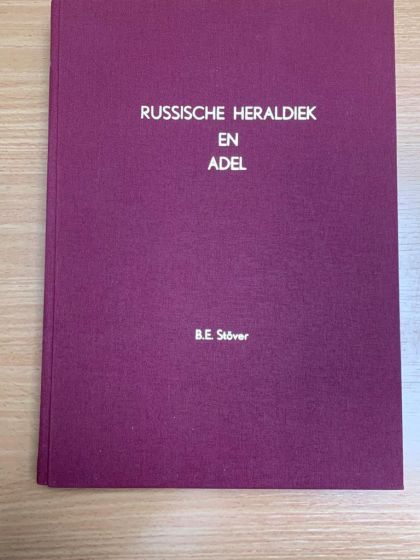 RUSSISCHE HERALDIEK
EN
ADEL
B.E. Stöver